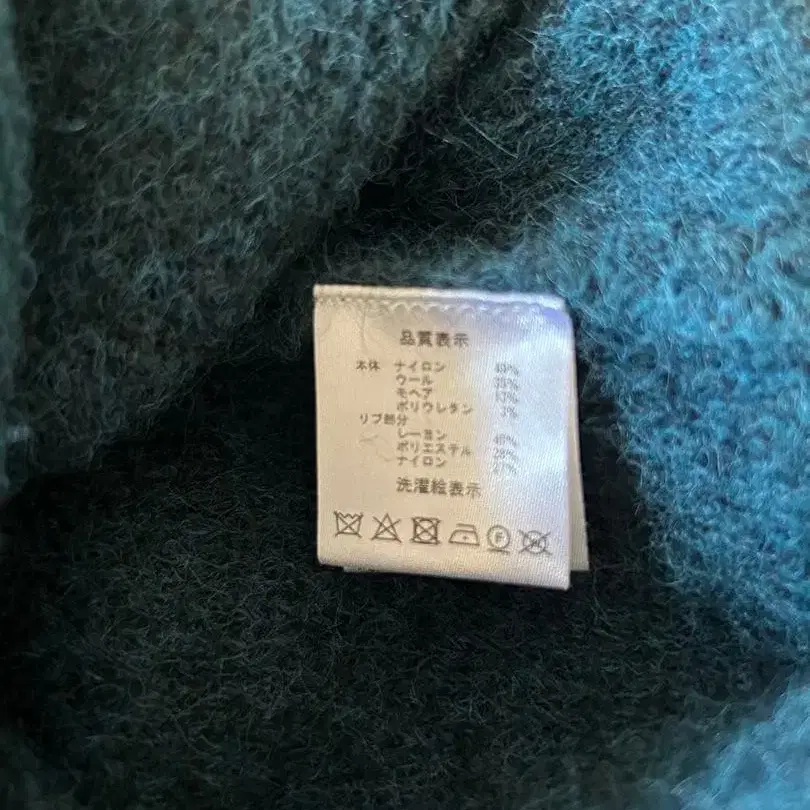 品質表示
本体 ナイロン 49%
ウール 35%
モヘア 13%
ポリウレタン 3%
リブ部分
レーヨン
ポリエステル 28%
ナイロン 27%
洗濯絵表示
F